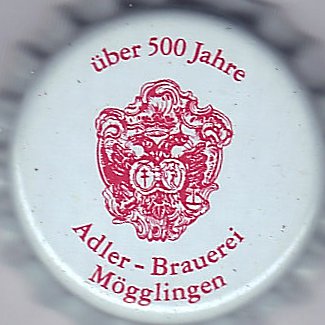 über 500 Jahre
Adler - Brauerei
Mögglingen